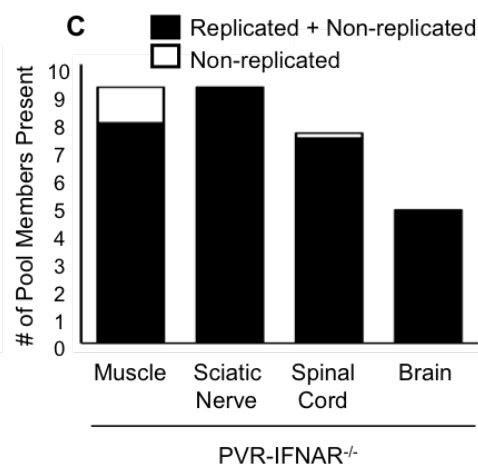 C
Replicated + Non-replicated
Non-replicated
# of Pool Members Present
10
9
8
7
6
5
4
3
2
1
0
Muscle
Sciatic
Nerve
Spinal
Cord
Brain
PVR-IFNAR-/-